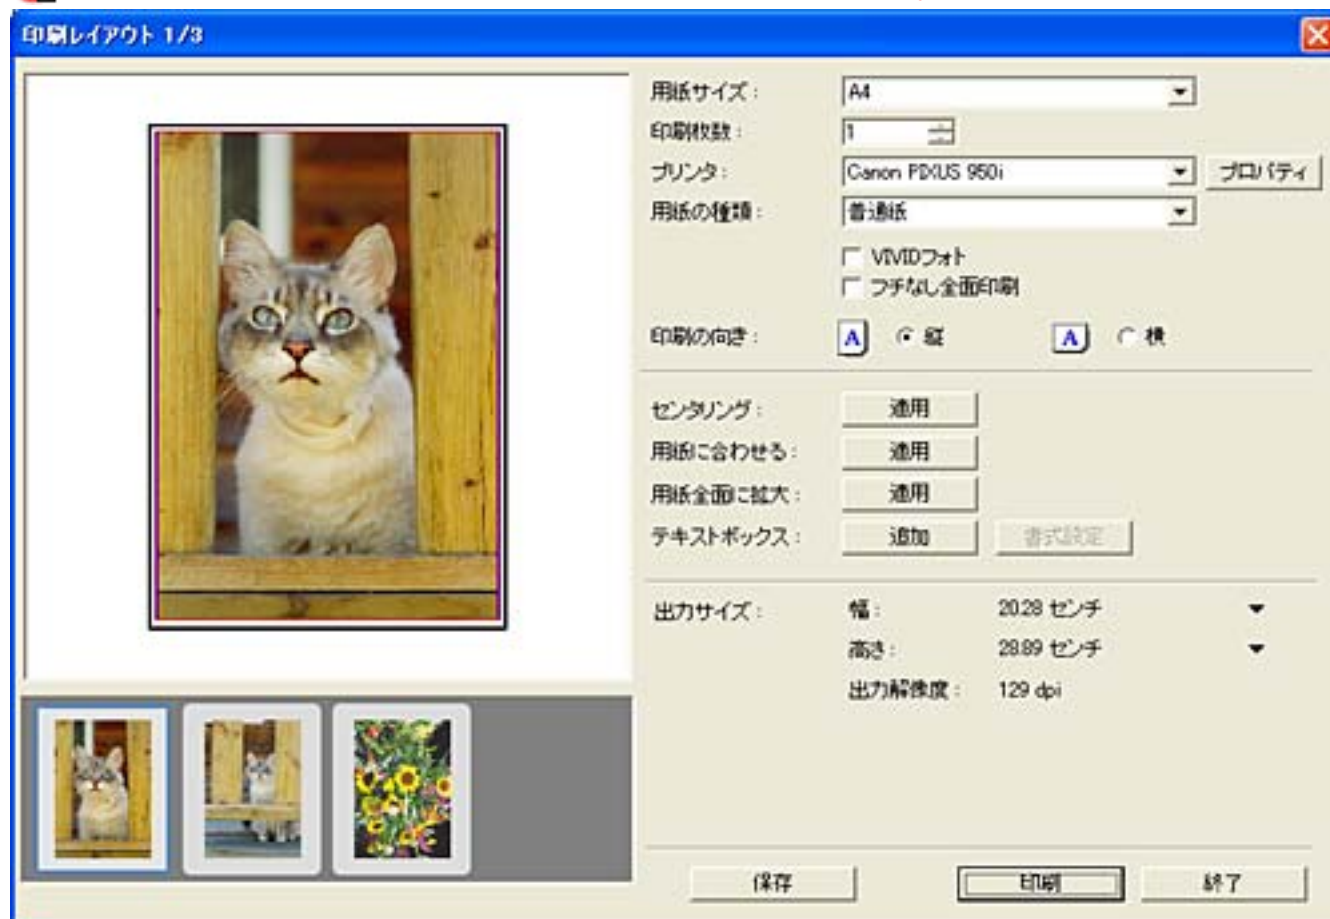 印刷レイアウト 1/3
用紙サイズ： A4
印刷枚数： 1
プリンタ： Canon PIXUS 950i プロパティ
用紙の種類： 普通紙
VIVIDフォト
フチなし全面印刷
印刷の向き： A 縦 A 横
センタリング： 適用
用紙に合わせる： 適用
用紙全面に拡大： 適用
テキストボックス： 追加 書式設定
出力サイズ： 幅： 20.28 センチ
高さ： 28.89 センチ
出力解像度： 129 dpi
保存 印刷 終了